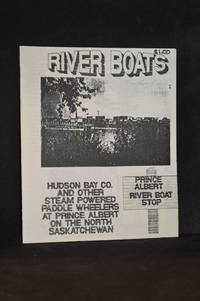 $1.00
RIVER BOATS
HUDSON BAY CO.
AND OTHER
STEAM POWERED
PADDLE WHEELERS
AT PRINCE ALBERT
ON THE NORTH
SASKATCHEWAN
PRINCE
ALBERT
RIVER BOAT
STOP